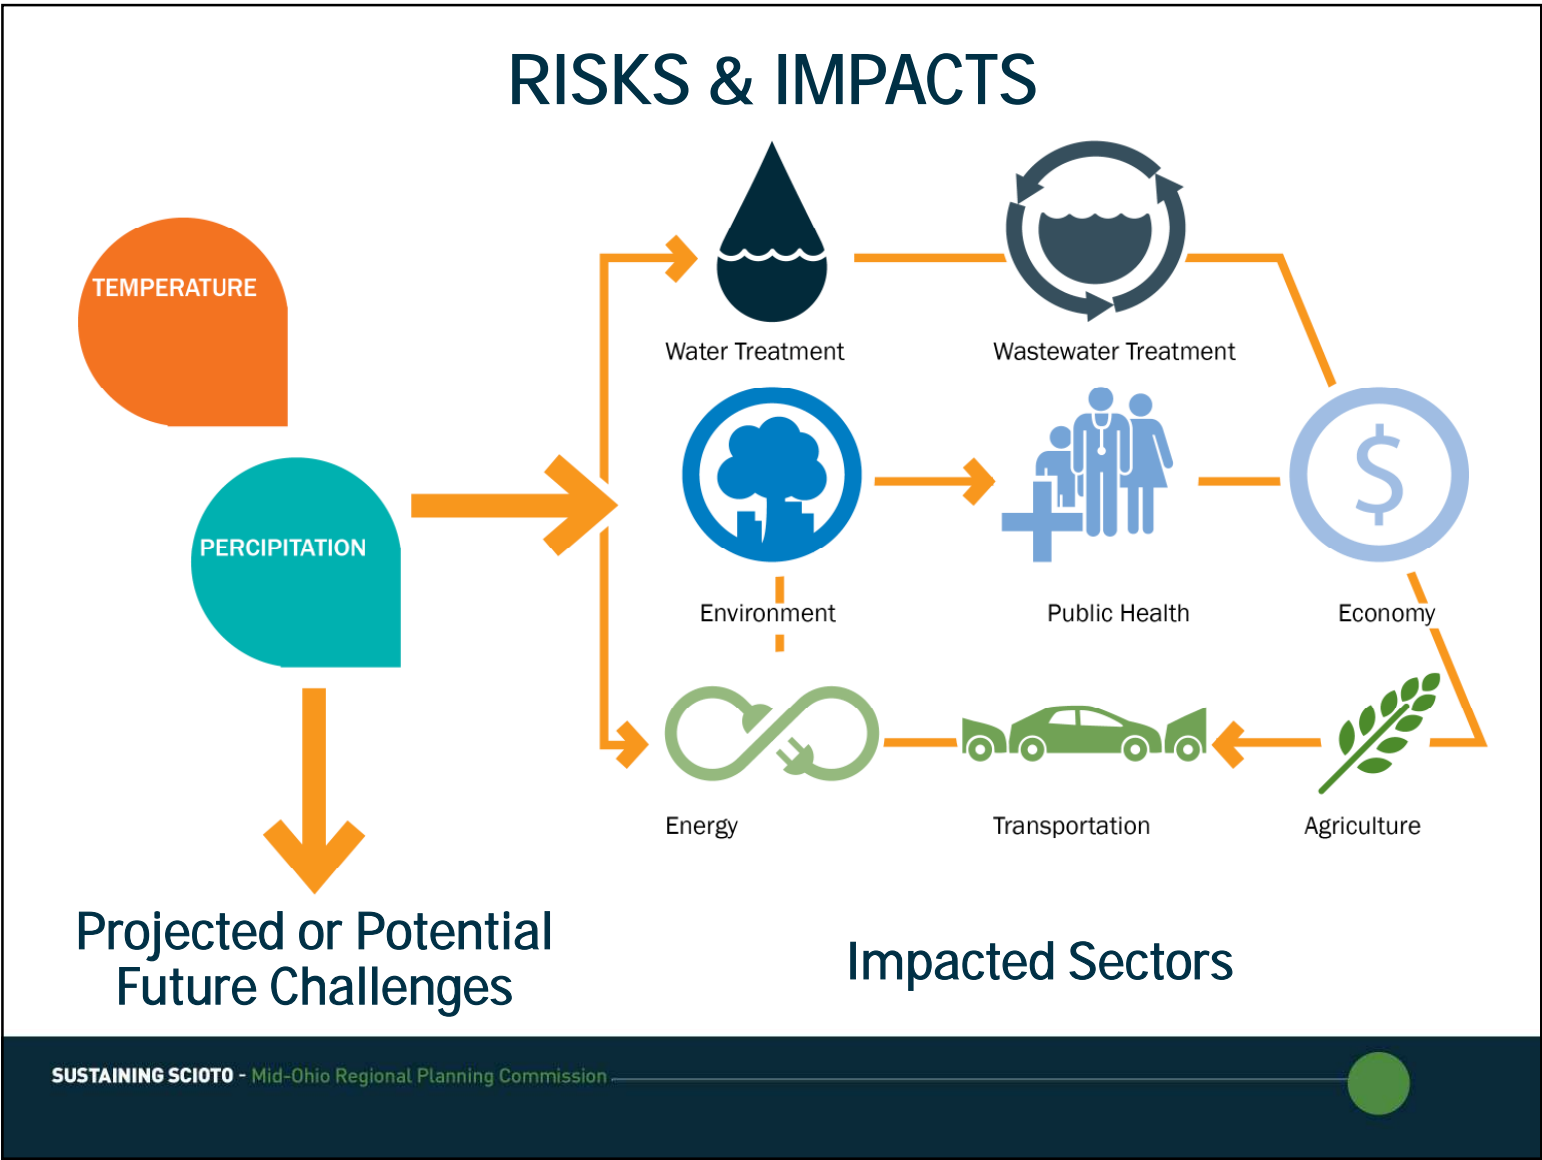 RISKS & IMPACTS
TEMPERATURE
PERCIPITATION
Water Treatment
Wastewater Treatment
$
Environment
Public Health
Economy
Energy
Transportation
Agriculture
Projected or Potential
Future Challenges
Impacted Sectors
SUSTAINING SCIOTO - Mid-Ohio Regional Planning Commission